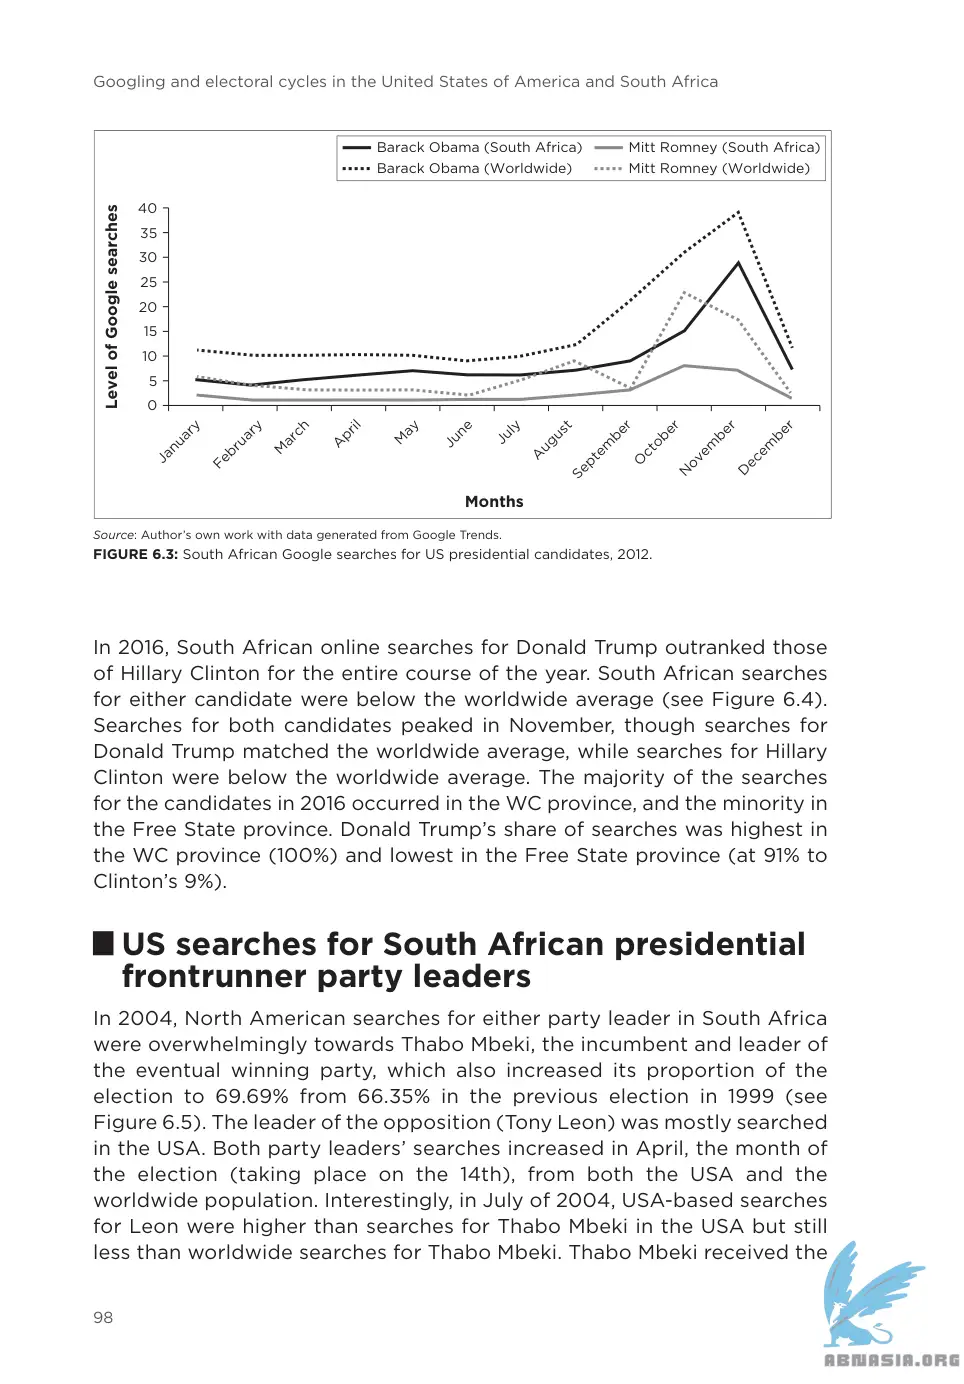 Googling and electoral cycles in the United States of America and South Africa
Barack Obama (South Africa) Mitt Romney (South Africa)
Barack Obama (Worldwide) Mitt Romney (Worldwide)
Level of Google searches
40
35
30
25
20
15
10
5
0
January February March April May June July August September October November December
Months
Source: Author's own work with data generated from Google Trends.
FIGURE 6.3: South African Google searches for US presidential candidates, 2012.
In 2016, South African online searches for Donald Trump outranked those
of Hillary Clinton for the entire course of the year. South African searches
for either candidate were below the worldwide average (see Figure 6.4).
Searches for both candidates peaked in November, though searches for
Donald Trump matched the worldwide average, while searches for Hillary
Clinton were below the worldwide average. The majority of the searches
for the candidates in 2016 occurred in the WC province, and the minority in
the Free State province. Donald Trump's share of searches was highest in
the WC province (100%) and lowest in the Free State province (at 91% to
Clinton's 9%).
US searches for South African presidential
frontrunner party leaders
In 2004, North American searches for either party leader in South Africa
were overwhelmingly towards Thabo Mbeki, the incumbent and leader of
the eventual winning party, which also increased its proportion of the
election to 69.69% from 66.35% in the previous election in 1999 (see
Figure 6.5). The leader of the opposition (Tony Leon) was mostly searched
in the USA. Both party leaders' searches increased in April, the month of
the election (taking place on the 14th), from both the USA and the
worldwide population. Interestingly, in July of 2004, USA-based searches
for Leon were higher than searches for Thabo Mbeki in the USA but still
less than worldwide searches for Thabo Mbeki. Thabo Mbeki received the
98
ABNASIA.ORG